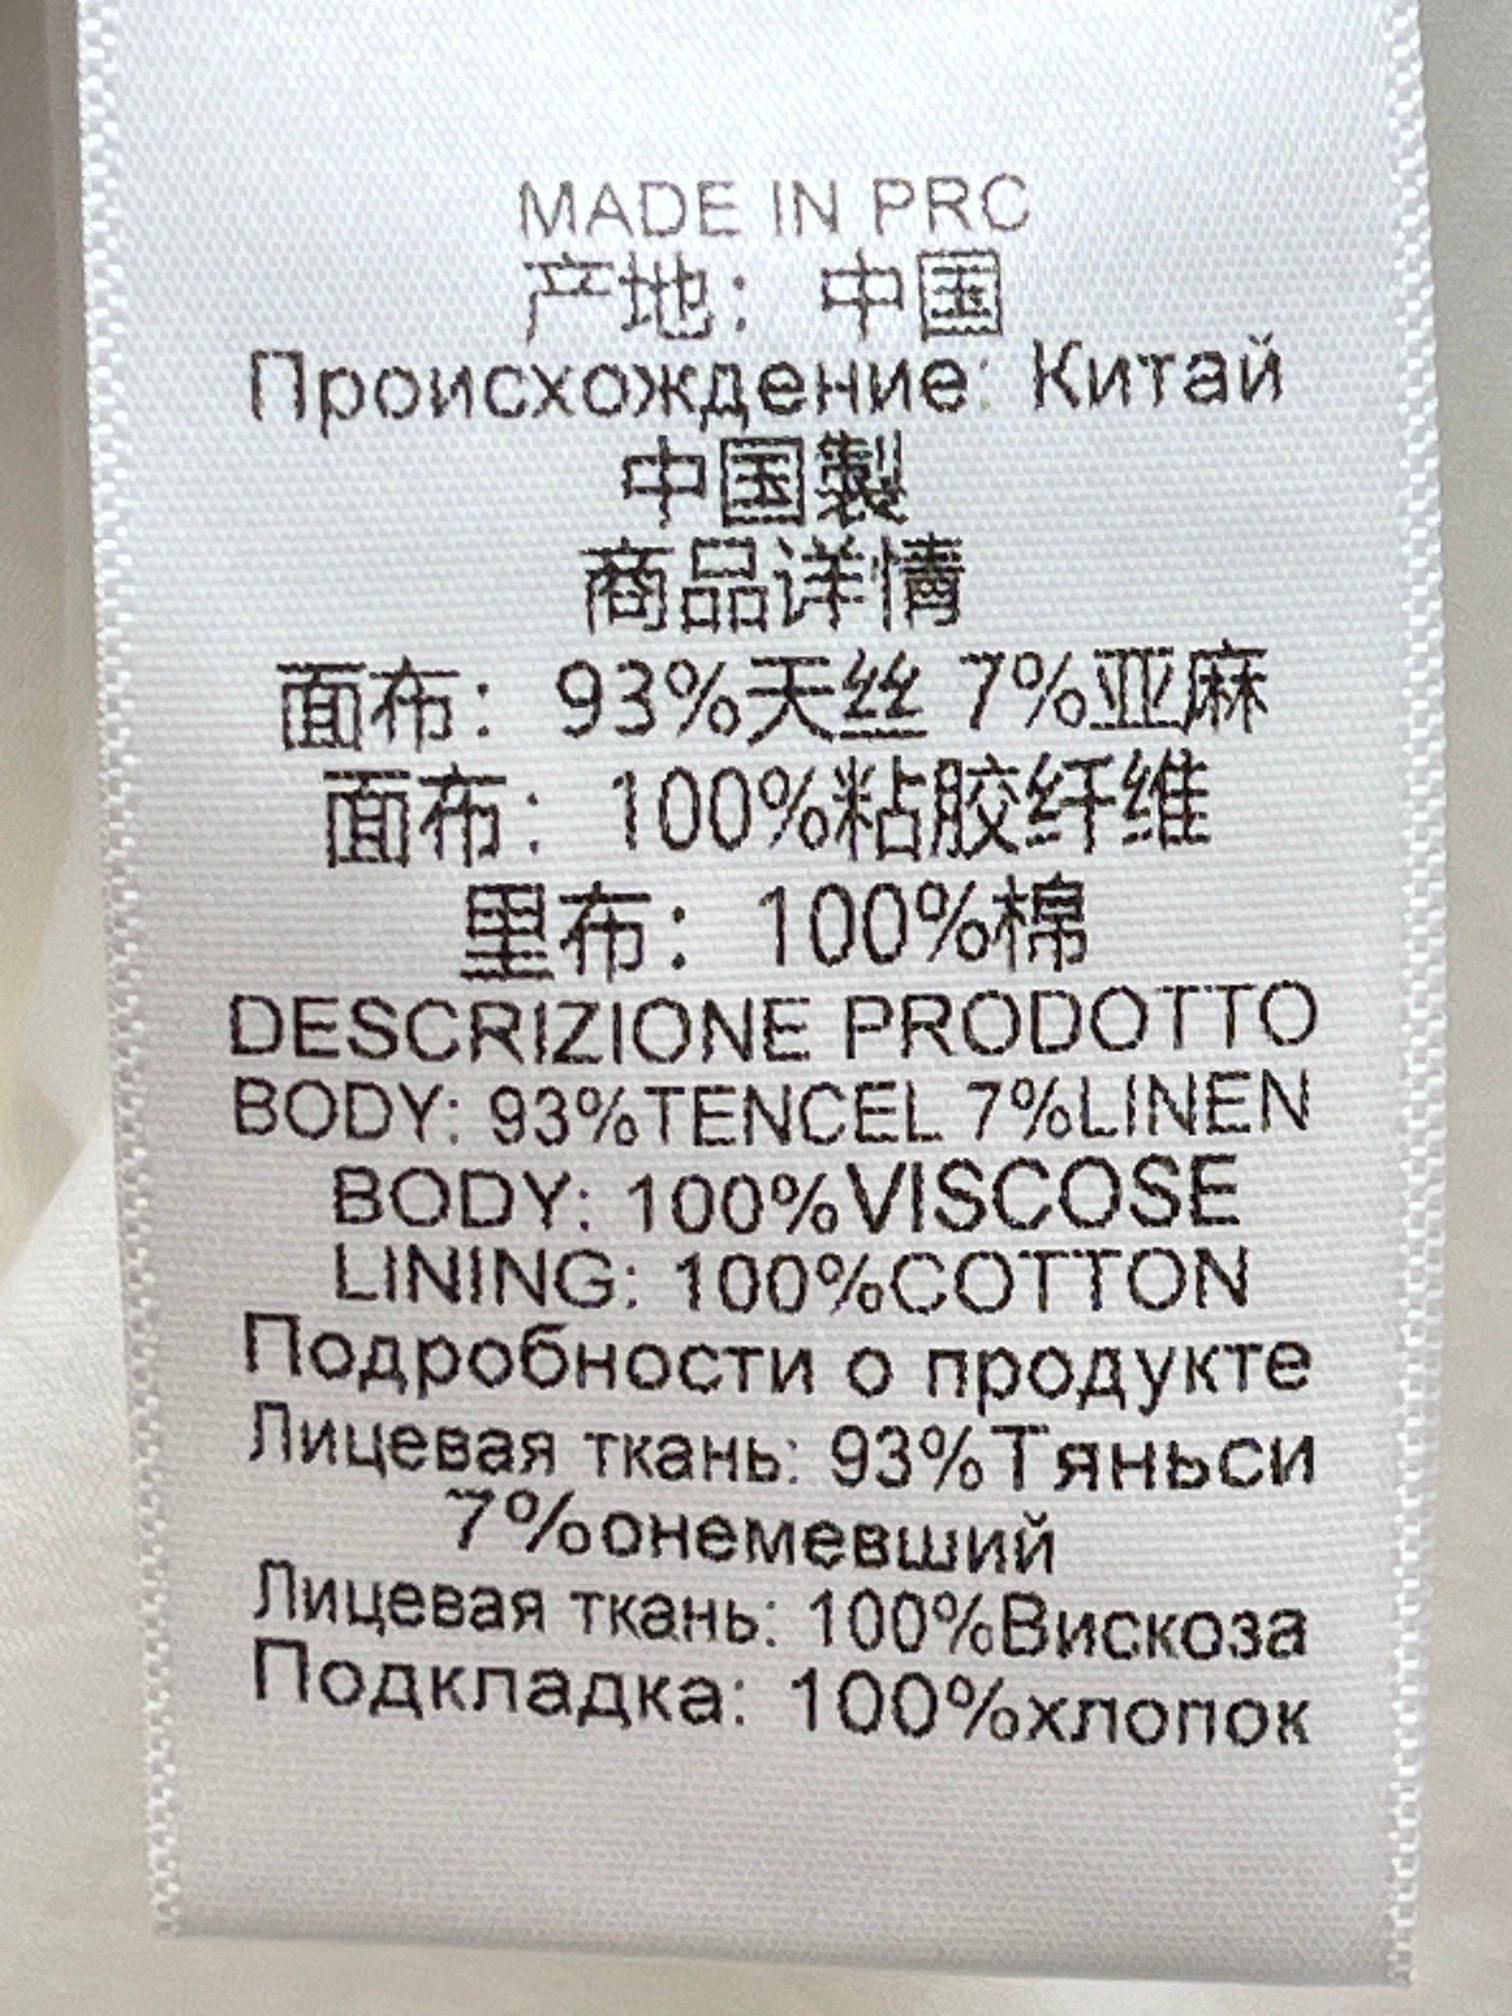 MADE IN PRC
产地：中国
Происхождение: Китай
中国製
商品详情
面布：93%天丝 7%亚麻
面布：100%粘胶纤维
里布：100%棉
DESCRIZIONE PRODOTTO
BODY: 93%TENCEL 7%LINEN
BODY: 100%VISCOSE
LINING: 100%COTTON
Подробности о продукте
Лицевая ткань: 93%Тяньси
7%онемевший
Лицевая ткань: 100%Вискоза
Подкладка: 100%хлопок